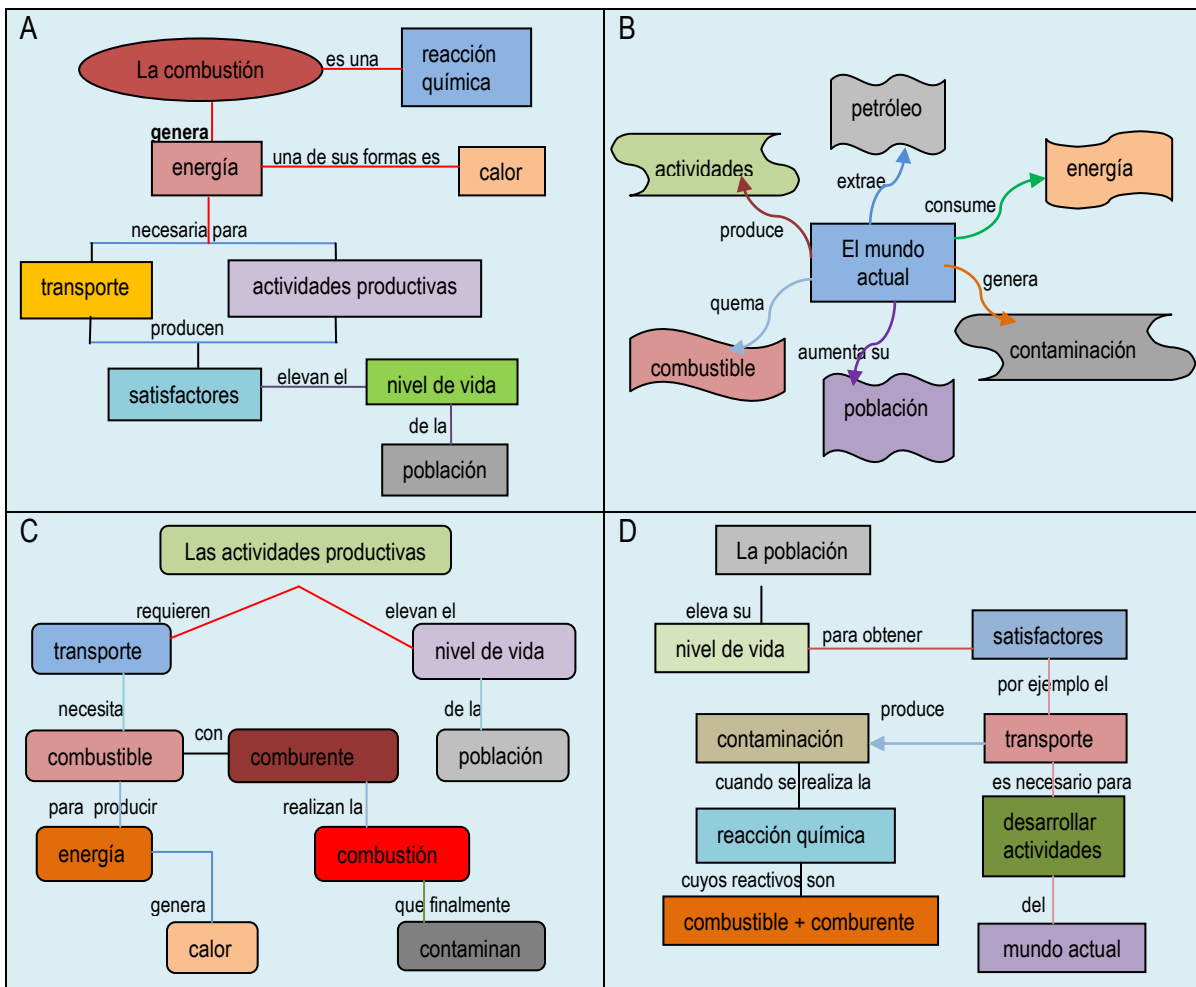 A
La combustión
es una
reacción
química
genera
energía
una de sus formas es
calor
necesaria para
transporte
actividades productivas
producen
satisfactores
elevan el
nivel de vida
de la
población
B
petróleo
actividades
energía
extrae
consume
produce
El mundo
actual
quema
genera
combustible
aumenta su
contaminación
población
C
Las actividades productivas
requieren
elevan el
transporte
nivel de vida
necesita
de la
combustible
con
comburente
población
para producir
realizan la
energía
combustión
genera
que finalmente
calor
contaminan
D
La población
eleva su
nivel de vida
para obtener
satisfactores
por ejemplo el
produce
contaminación
transporte
cuando se realiza la
es necesario para
reacción química
desarrollar
actividades
cuyos reactivos son
combustible + comburente
del
mundo actual